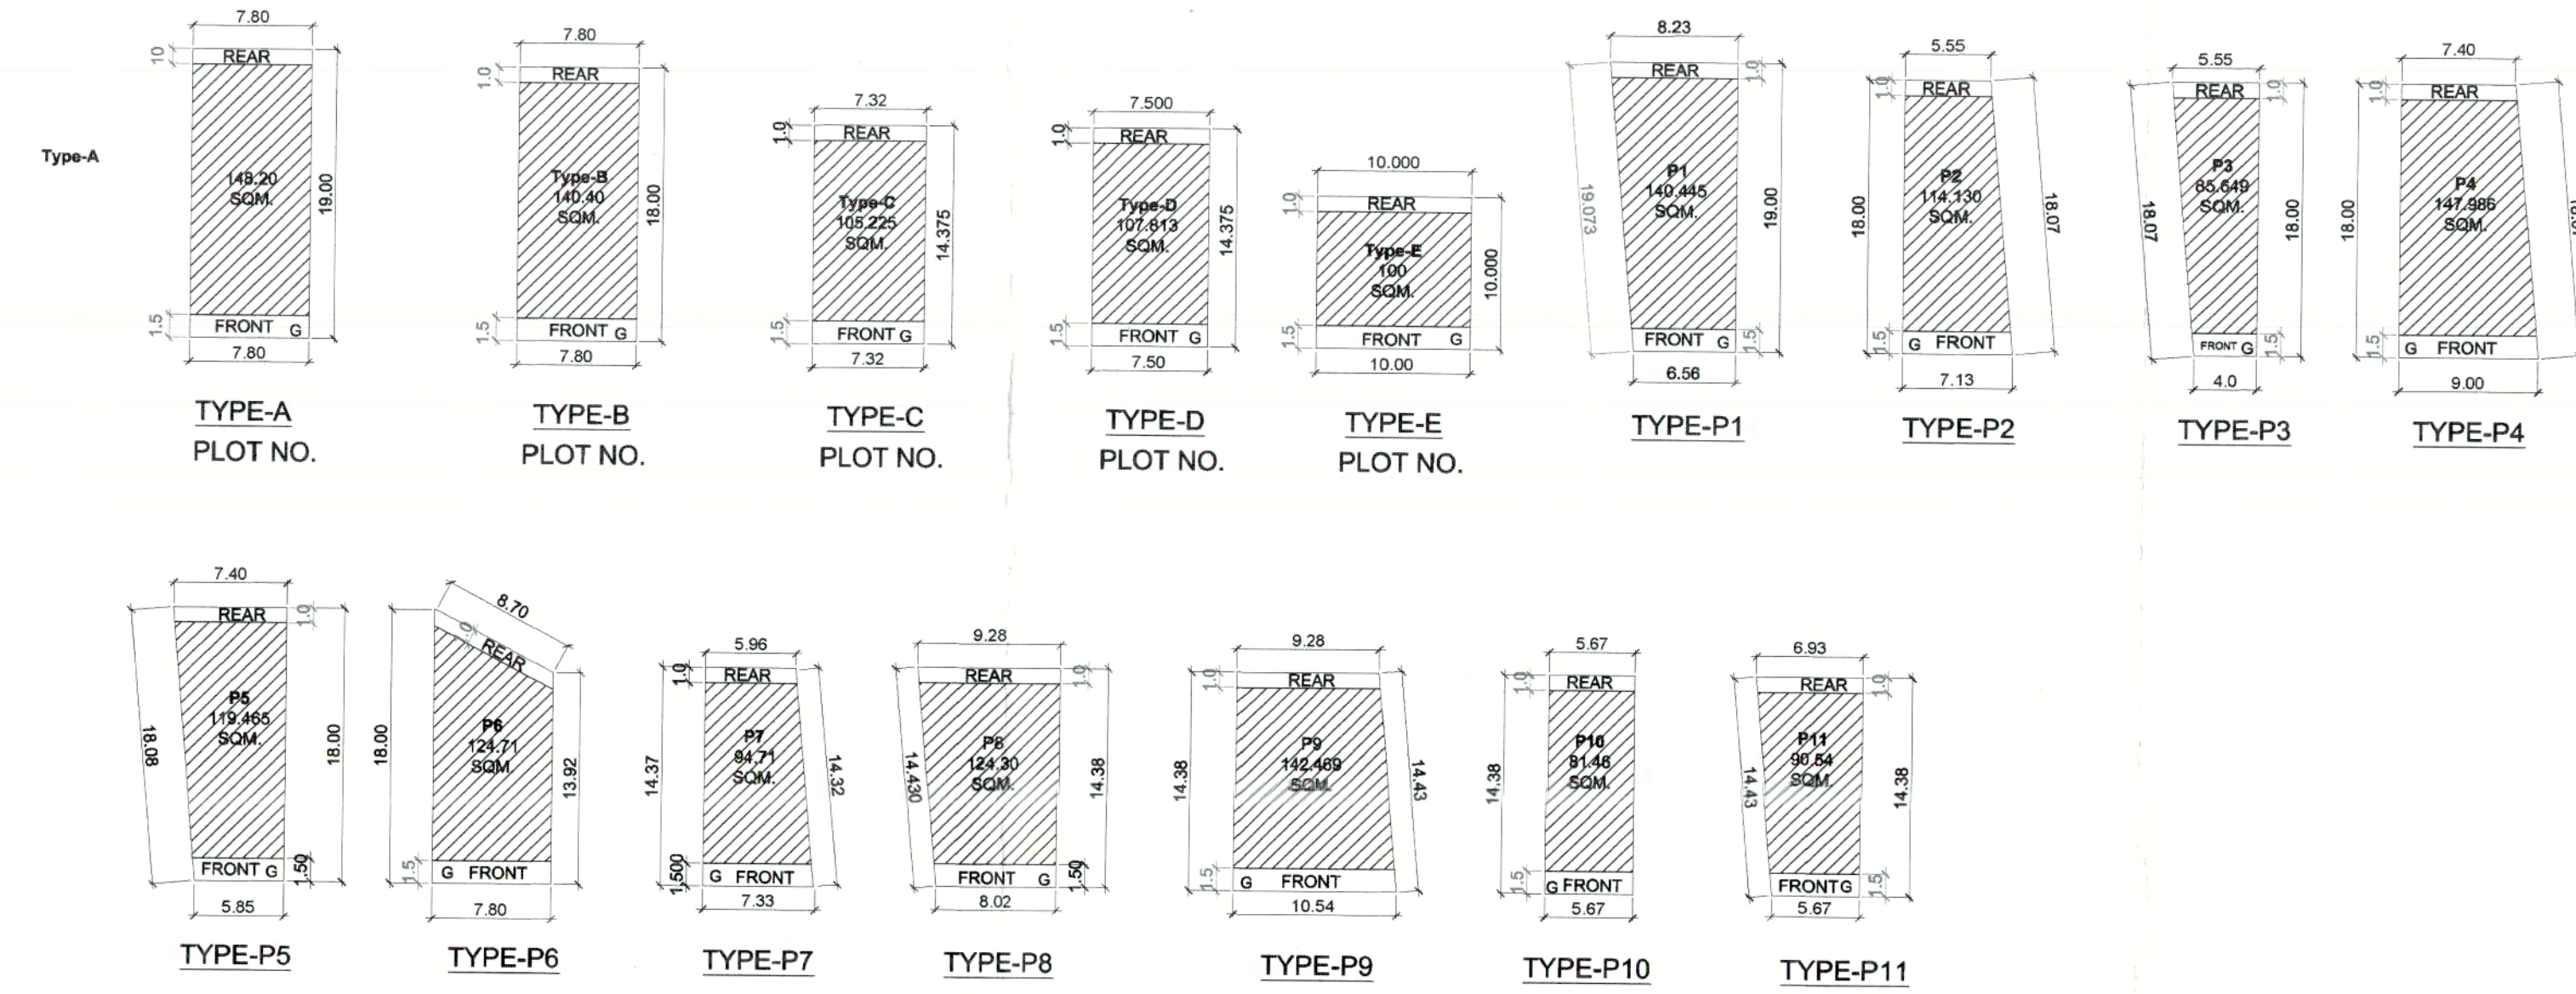 Type-A
7.80
10
REAR
148.20
SQM.
19.00
1.5
FRONT G
7.80
TYPE-A
PLOT NO.
7.80
1.0
REAR
Type-B
140.40
SQM.
18.00
1.5
FRONT G
7.80
TYPE-B
PLOT NO.
7.32
1.0
REAR
Type-C
105.225
SQM.
14.375
1.5
FRONT G
7.32
TYPE-C
PLOT NO.
7.500
1.0
REAR
Type-D
107.813
SQM.
14.375
1.5
FRONT G
7.50
TYPE-D
PLOT NO.
10.000
1.0
REAR
Type-E
100
SQM.
10.000
1.5
FRONT G
10.00
TYPE-E
PLOT NO.
8.23
REAR
1.0
19.073
P1
140.445
SQM.
19.00
FRONT G
1.5
6.56
TYPE-P1
5.55
1.0
REAR
18.00
P2
114.130
SQM.
18.07
1.5
G FRONT
7.13
TYPE-P2
5.55
REAR
1.0
18.07
P3
85.649
SQM.
18.00
FRONT G
1.5
4.0
TYPE-P3
7.40
1.0
REAR
18.00
P4
147.986
SQM.
1.5
G FRONT
9.00
TYPE-P4
7.40
REAR
1.0
18.08
P5
119.465
SQM.
18.00
FRONT G
1.50
5.85
TYPE-P5
8.70
REAR
18.00
P6
124.71
SQM.
13.92
1.5
G FRONT
7.80
TYPE-P6
5.96
1.0
REAR
14.37
P7
94.71
SQM.
14.32
1.500
G FRONT
7.33
TYPE-P7
9.28
REAR
1.0
14.430
P8
124.30
SQM.
14.38
FRONT G
1.50
8.02
TYPE-P8
9.28
1.0
REAR
14.38
P9
142.469
SQM.
14.43
1.5
G FRONT
10.54
TYPE-P9
5.67
1.0
REAR
14.38
P10
81.46
SQM.
1.5
G FRONT
5.67
TYPE-P10
6.93
REAR
1.0
14.43
P11
90.54
SQM.
14.38
FRONT G
1.5
5.67
TYPE-P11